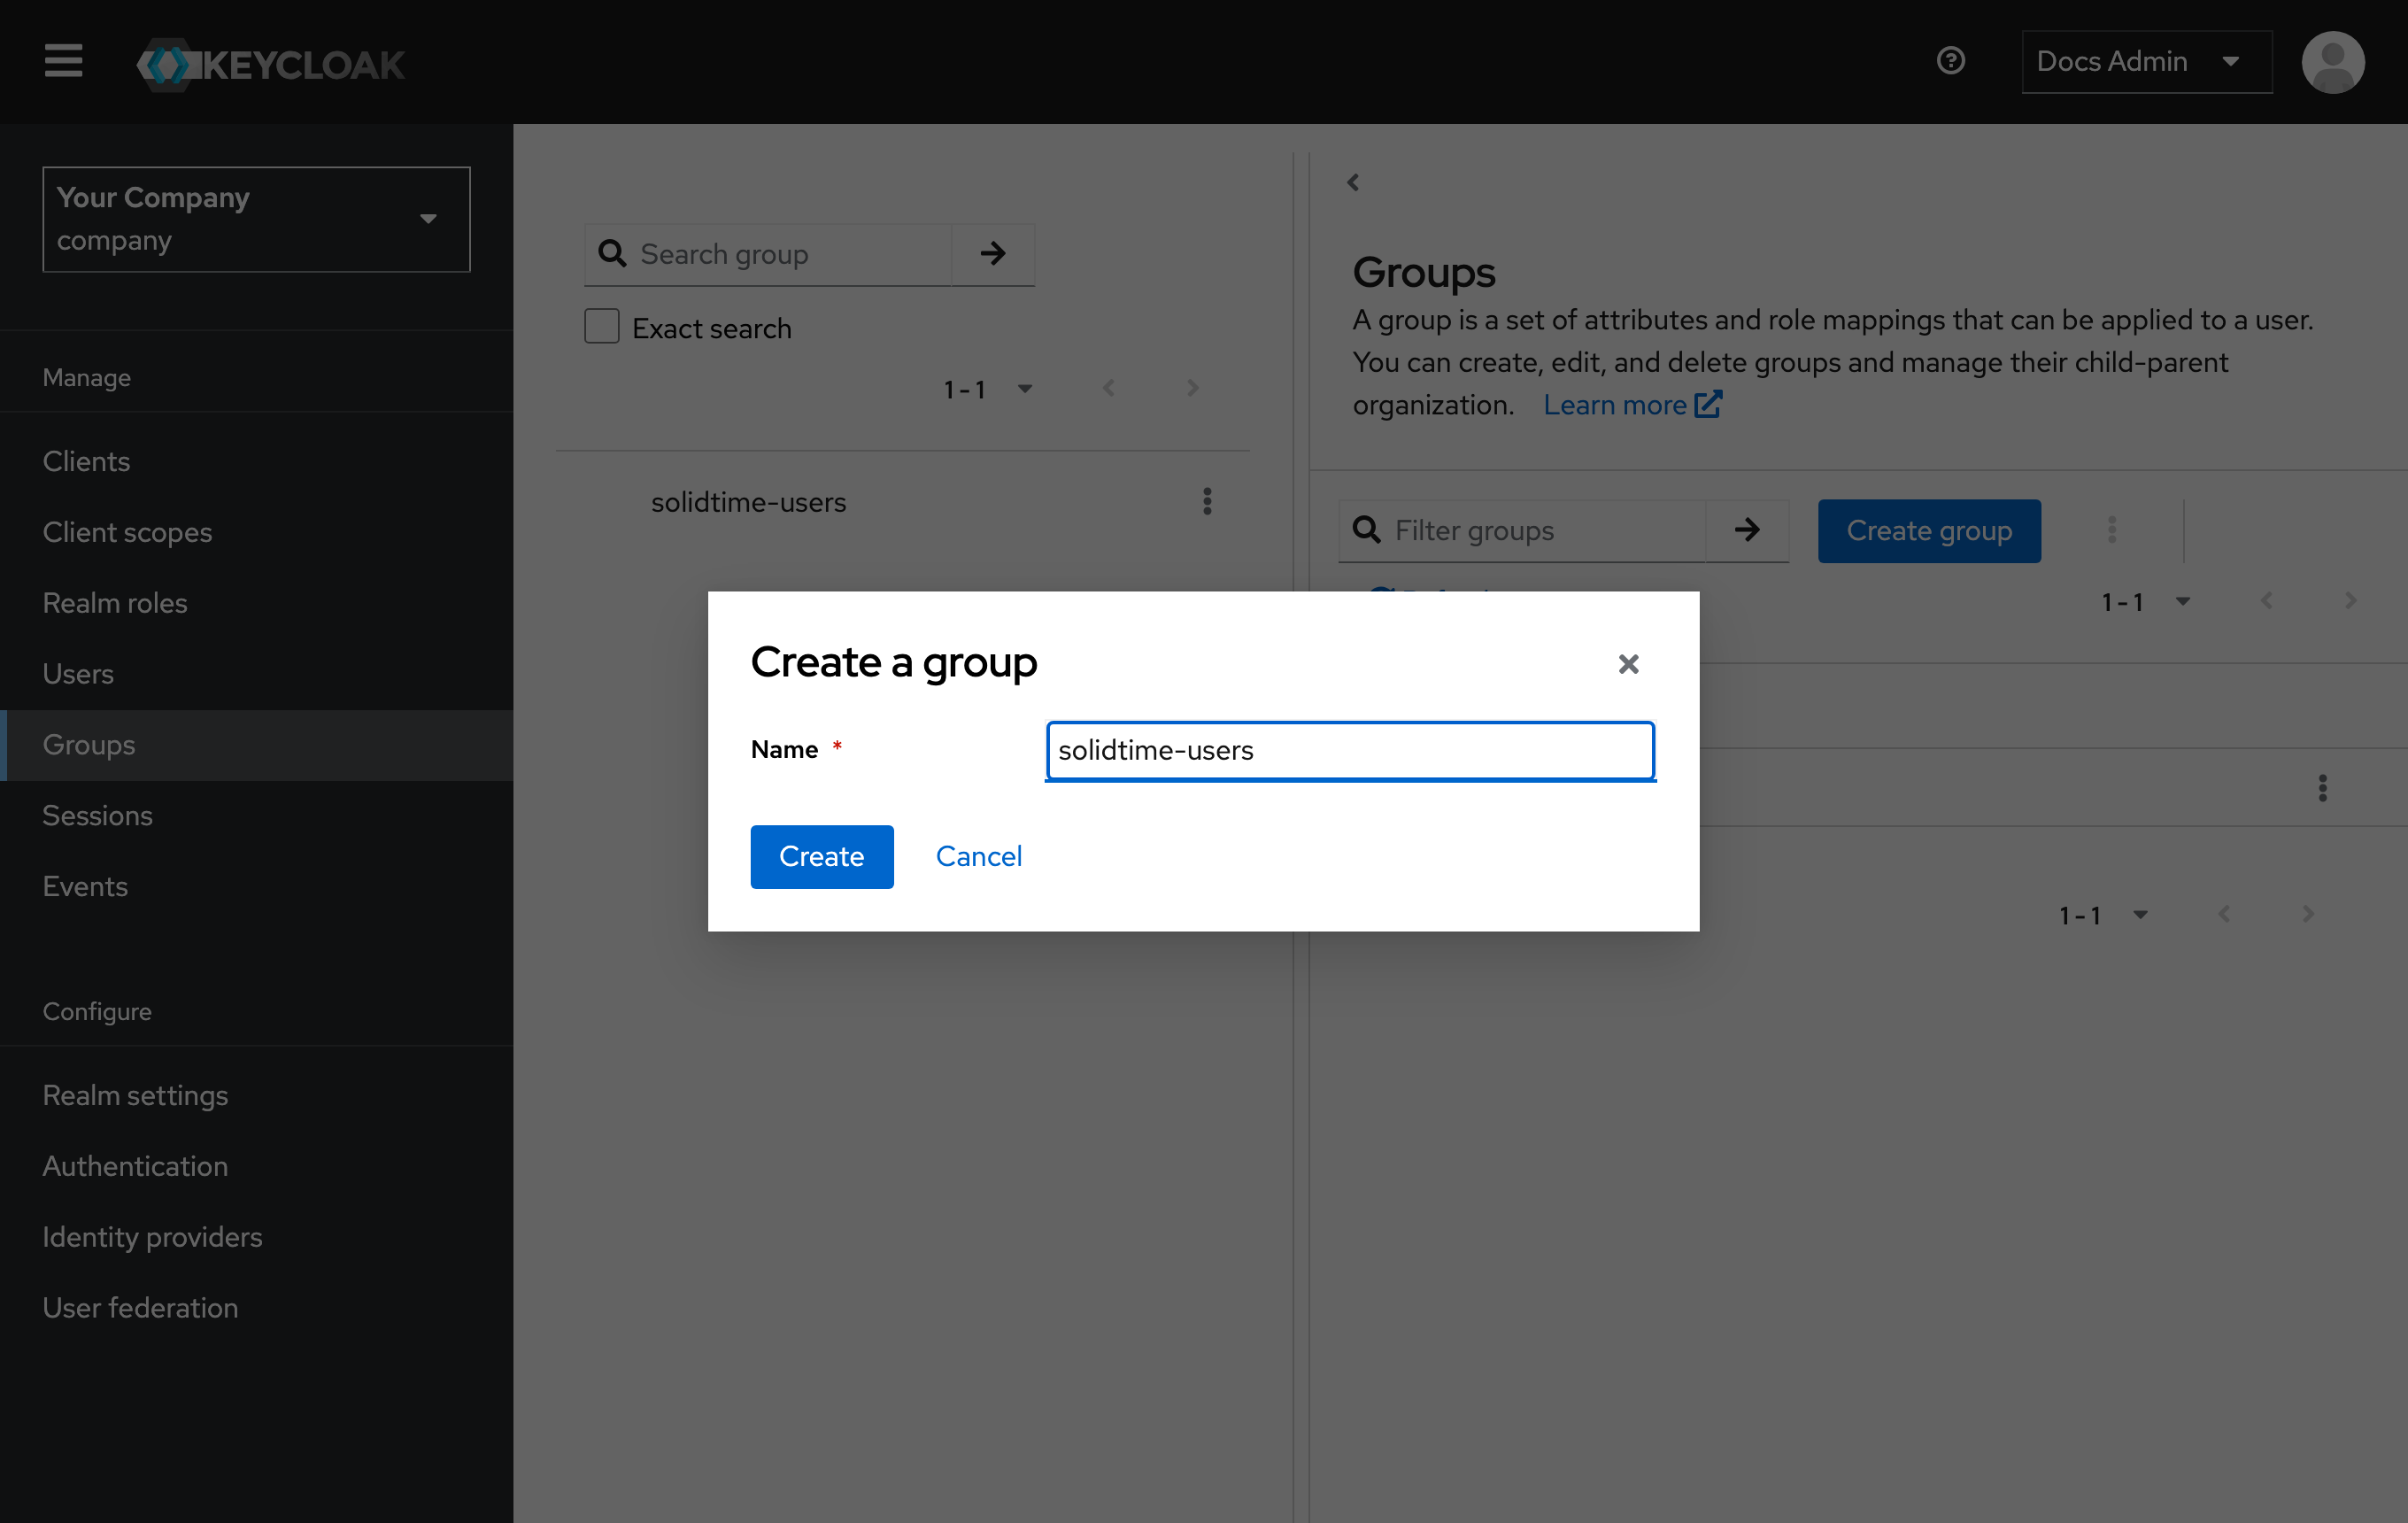 KEYCLOAK
Docs Admin
Your Company
company
Manage
Clients
Client scopes
Realm roles
Users
Groups
Sessions
Events
Configure
Realm settings
Authentication
Identity providers
User federation
Search group
Exact search
1 - 1
solidtime-users
Groups
A group is a set of attributes and role mappings that can be applied to a user.
You can create, edit, and delete groups and manage their child-parent
organization. Learn more
Filter groups
Create group
1 - 1
Create a group
Name *
solidtime-users
Create
Cancel
1 - 1